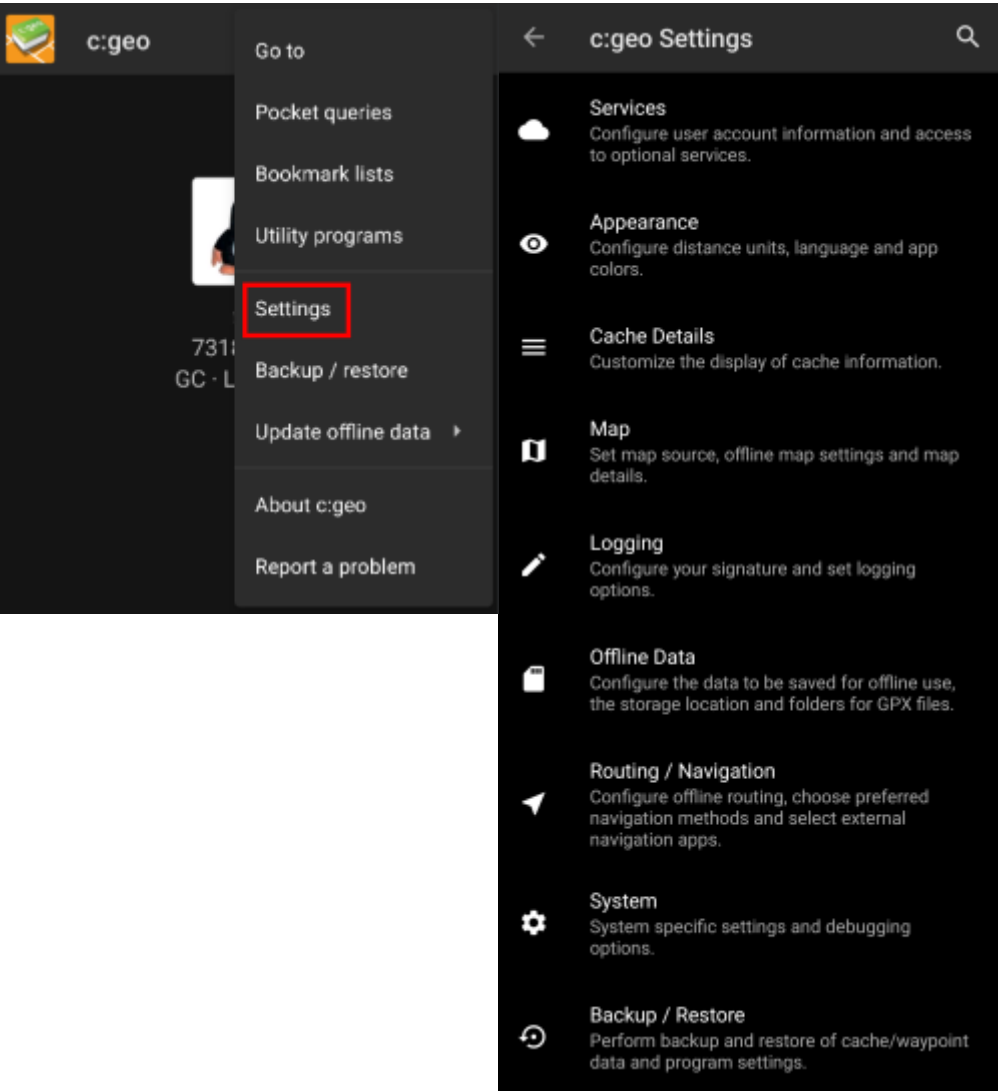 c:geo
Go to
Pocket queries
Bookmark lists
Utility programs
Settings
7318
Backup / restore
GC · L
Update offline data
About c:geo
Report a problem
c:geo Settings
Services
Configure user account information and access
to optional services.
Appearance
Configure distance units, language and app
colors.
Cache Details
Customize the display of cache information.
Map
Set map source, offline map settings and map
details.
Logging
Configure your signature and set logging
options.
Offline Data
Configure the data to be saved for offline use,
the storage location and folders for GPX files.
Routing / Navigation
Configure offline routing, choose preferred
navigation methods and select external
navigation apps.
System
System specific settings and debugging
options.
Backup / Restore
Perform backup and restore of cache/waypoint
data and program settings.